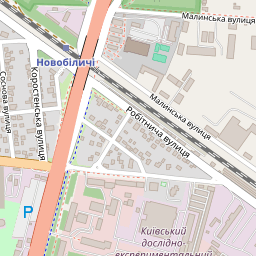 Малинська вулиця
Новобіличі
Соснова вулиця
Коростенська вулиця
Малинська вулиця
Робітнича вулиця
P
Київський
дослідно-
експериментальний